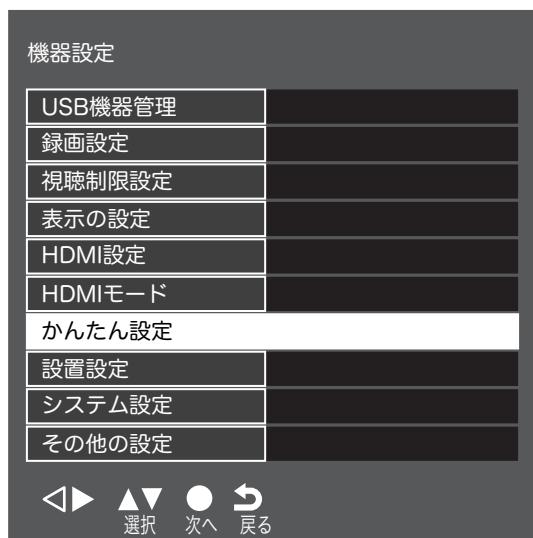 機器設定
USB機器管理
録画設定
視聴制限設定
表示の設定
HDMI設定
HDMIモード
かんたん設定
設置設定
システム設定
その他の設定
選択 次へ 戻る